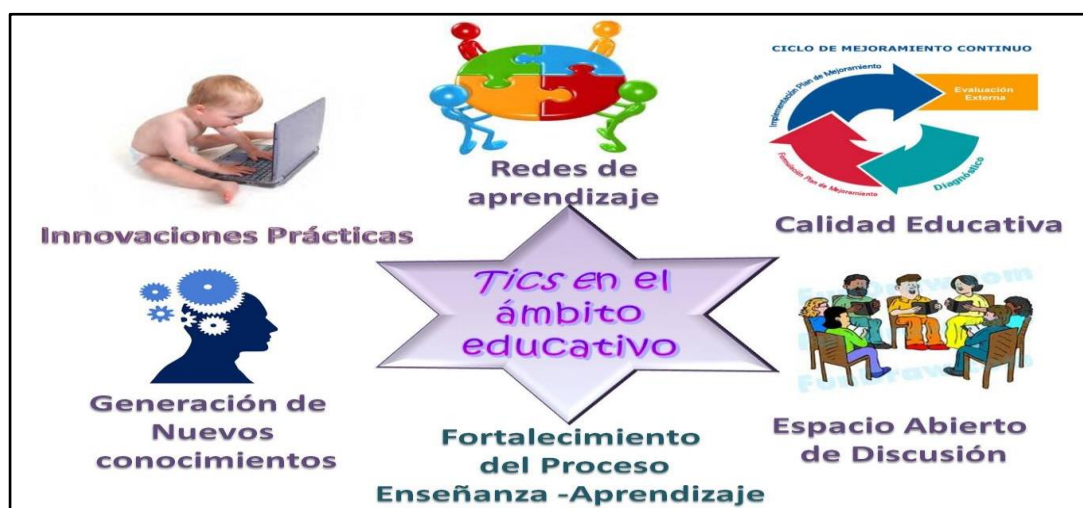 CICLO DE MEJORAMIENTO CONTINUO
Implementación Plan de Mejoramiento
Evaluación
Externa
Formulación Plan de Mejoramiento
Diagnóstico
Redes de
aprendizaje
Innovaciones Prácticas
Calidad Educativa
Tics en el
ámbito
educativo
Generación de
Nuevos
conocimientos
Fortalecimiento
del Proceso
Enseñanza -Aprendizaje
Espacio Abierto
de Discusión